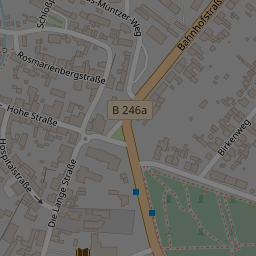 Schloß
Müntzer-Weg
Bahnhofstraße
Rosmarienbergstraße
B 246a
Hohe Straße
Birkenweg
Hospitalstraße
Die Lange Straße